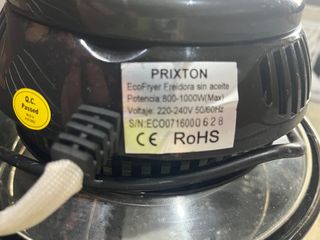 PRIXTON
EcoFryer Freidora sin aceite
Potencia:800-1000W(Max)
Voltaje: 220-240V 50/60Hz
S/N:ECO0716000628
CE RoHS
Q.C.
Passed